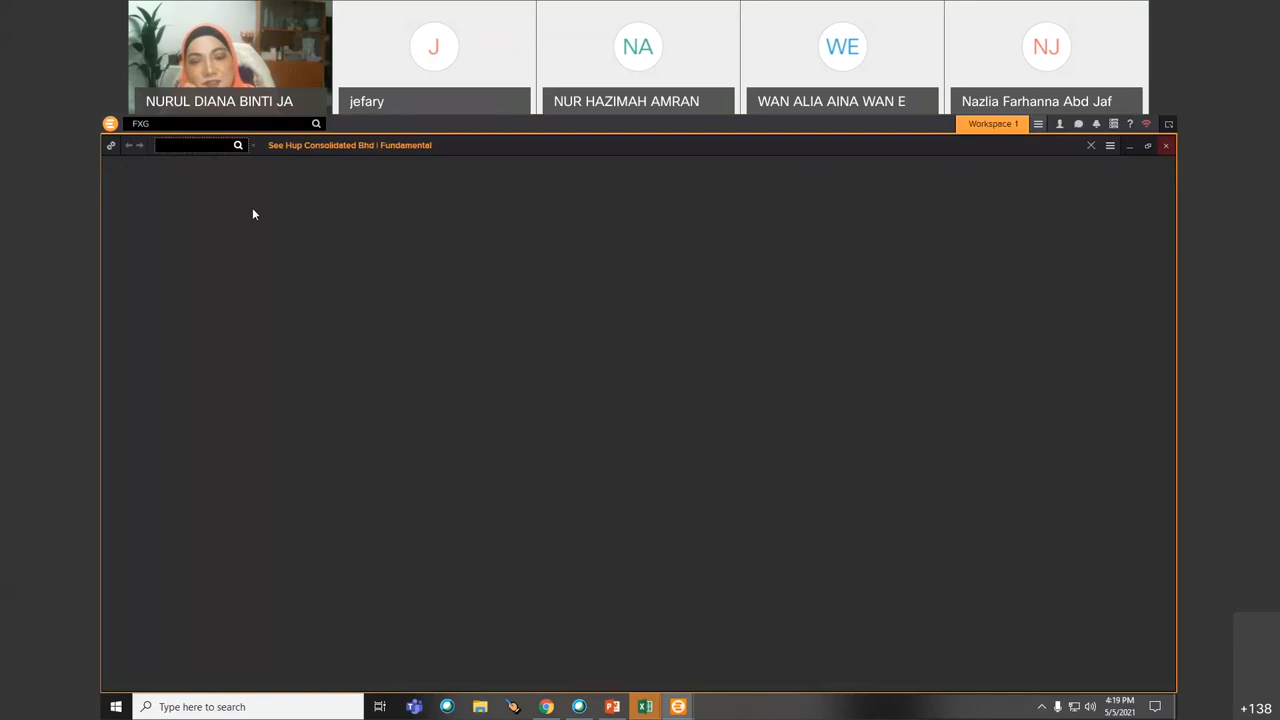 J
NA
WE
NJ
NURUL DIANA BINTI JA
jefary
NUR HAZIMAH AMRAN
WAN ALIA AINA WAN E
Nazlia Farhanna Abd Jaf
FXG
Workspace 1
?
See Hup Consolidated Bhd | Fundamental
Type here to search
4:19 PM
5/5/2021
+138